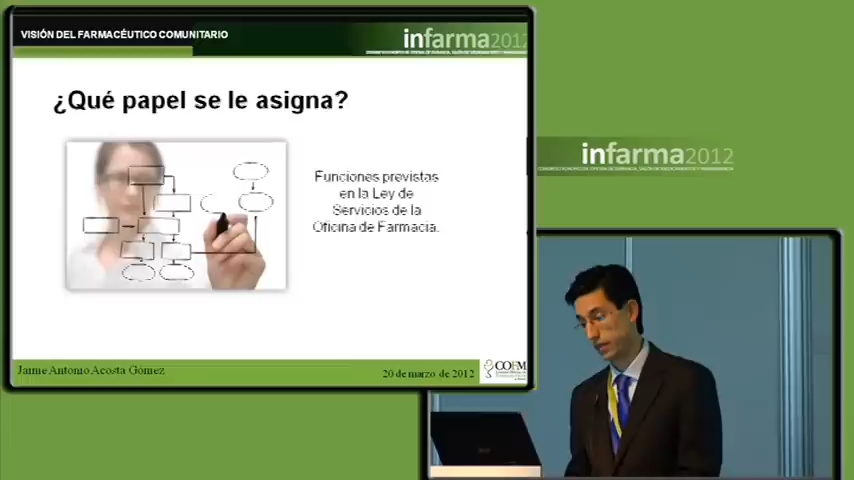 VISIÓN DEL FARMACÉUTICO COMUNITARIO
infarma2012
¿Qué papel se le asigna?
Funciones previstas
en la Ley de
Servicios de la
Oficina de Farmacia.
Jaime Antonio Acosta Gómez
20 de marzo de 2012
COFM
infarma2012